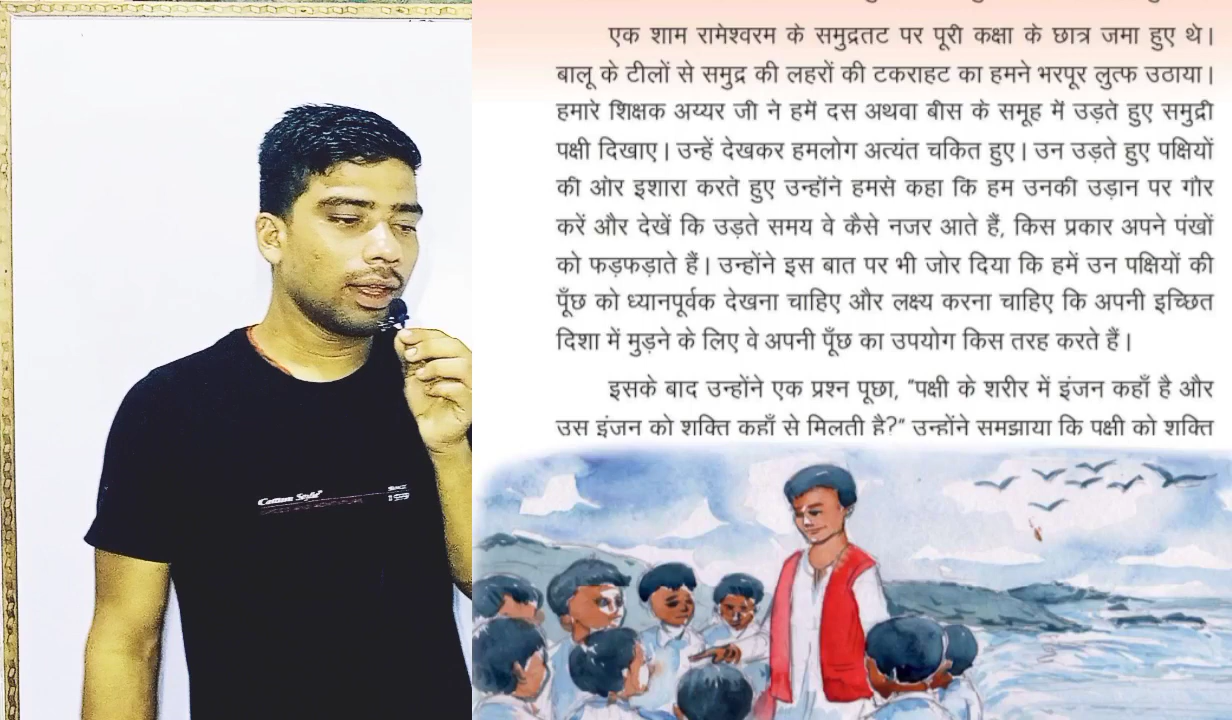 एक शाम रामेश्वरम के समुद्रतट पर पूरी कक्षा के छात्र जमा हुए थे।
बालू के टीलों से समुद्र की लहरों की टकराहट का हमने भरपूर लुत्फ उठाया।
हमारे शिक्षक अय्यर जी ने हमें दस अथवा बीस के समूह में उड़ते हुए समुद्री
पक्षी दिखाए। उन्हें देखकर हमलोग अत्यंत चकित हुए। उन उड़ते हुए पक्षियों
की ओर इशारा करते हुए उन्होंने हमसे कहा कि हम उनकी उड़ान पर गौर
करें और देखें कि उड़ते समय वे कैसे नजर आते हैं, किस प्रकार अपने पंखों
को फड़फड़ाते हैं। उन्होंने इस बात पर भी जोर दिया कि हमें उन पक्षियों की
पूँछ को ध्यानपूर्वक देखना चाहिए और लक्ष्य करना चाहिए कि अपनी इच्छित
दिशा में मुड़ने के लिए वे अपनी पूँछ का उपयोग किस तरह करते हैं।
इसके बाद उन्होंने एक प्रश्न पूछा, "पक्षी के शरीर में इंजन कहाँ है और
उस इंजन को शक्ति कहाँ से मिलती है?" उन्होंने समझाया कि पक्षी को शक्ति